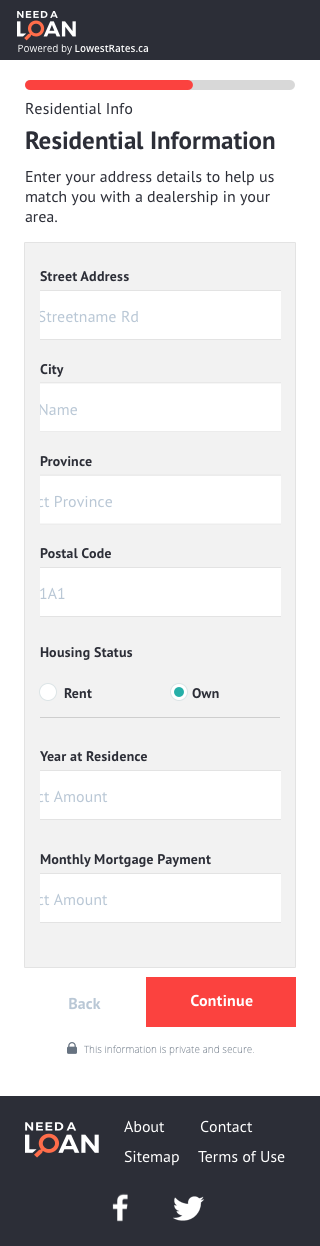 NEED A
LOAN
Powered by LowestRates.ca
Residential Info
Residential Information
Enter your address details to help us
match you with a dealership in your
area.
Street Address
Streetname Rd
City
Name
Province
ct Province
Postal Code
1A1
Housing Status
Rent Own
Year at Residence
ct Amount
Monthly Mortgage Payment
ct Amount
Back Continue
This information is private and secure.
NEED A
LOAN
About Contact
Sitemap Terms of Use